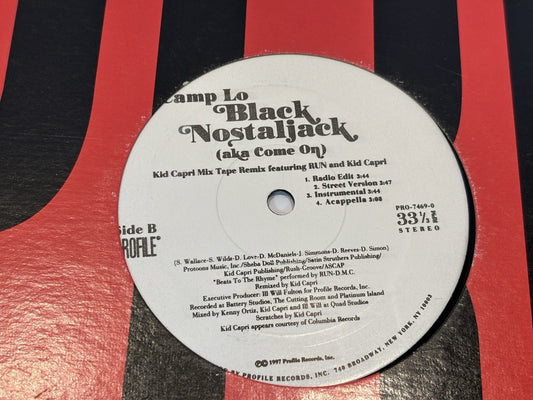 Camp Lo
Black
Nostaljack
(aka Come On)
Kid Capri Mix Tape Remix featuring RUN and Kid Capri
1. Radio Edit 3:44
2. Street Version 3:47
3. Instrumental 3:44
4. Acappella 3:08
PRO-7469-0
33 1/3 RPM
STEREO
Side B
PROFILE
(S. Wallace-S. Wilds-D. Love-D. McDaniels-J. Simmons-D. Reeves-D. Simon)
Protoons Music, Inc./Sheba Doll Publishing/Swin Struthers Publishing/
Kid Capri Publishing/Rush-Groove/ASCAP
"Beats To The Rhyme" performed by RUN-D.M.C.
Remixed by Kid Capri
Executive Producer: Ill Will Fulton for Profile Records, Inc.
Recorded at Battery Studios, The Cutting Room and Platinum Island
Mixed by Kenny Ortiz, Kid Capri and Ill Will at Quad Studios
Scratches by Kid Capri
Kid Capri appears courtesy of Columbia Records
℗© 1997 Profile Records, Inc.
BY PROFILE RECORDS, INC. 740 BROADWAY, NEW YORK, NY 10003